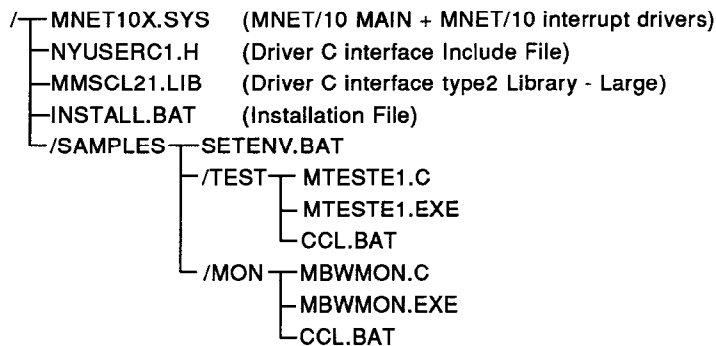 / MNET10X.SYS (MNET/10 MAIN + MNET/10 interrupt drivers)
NYUSERC1.H (Driver C interface Include File)
MMSCL21.LIB (Driver C interface type2 Library - Large)
INSTALL.BAT (Installation File)
/SAMPLES SETENV.BAT
/TEST MTESTE1.C
MTESTE1.EXE
CCL.BAT
/MON MBWMON.C
MBWMON.EXE
CCL.BAT